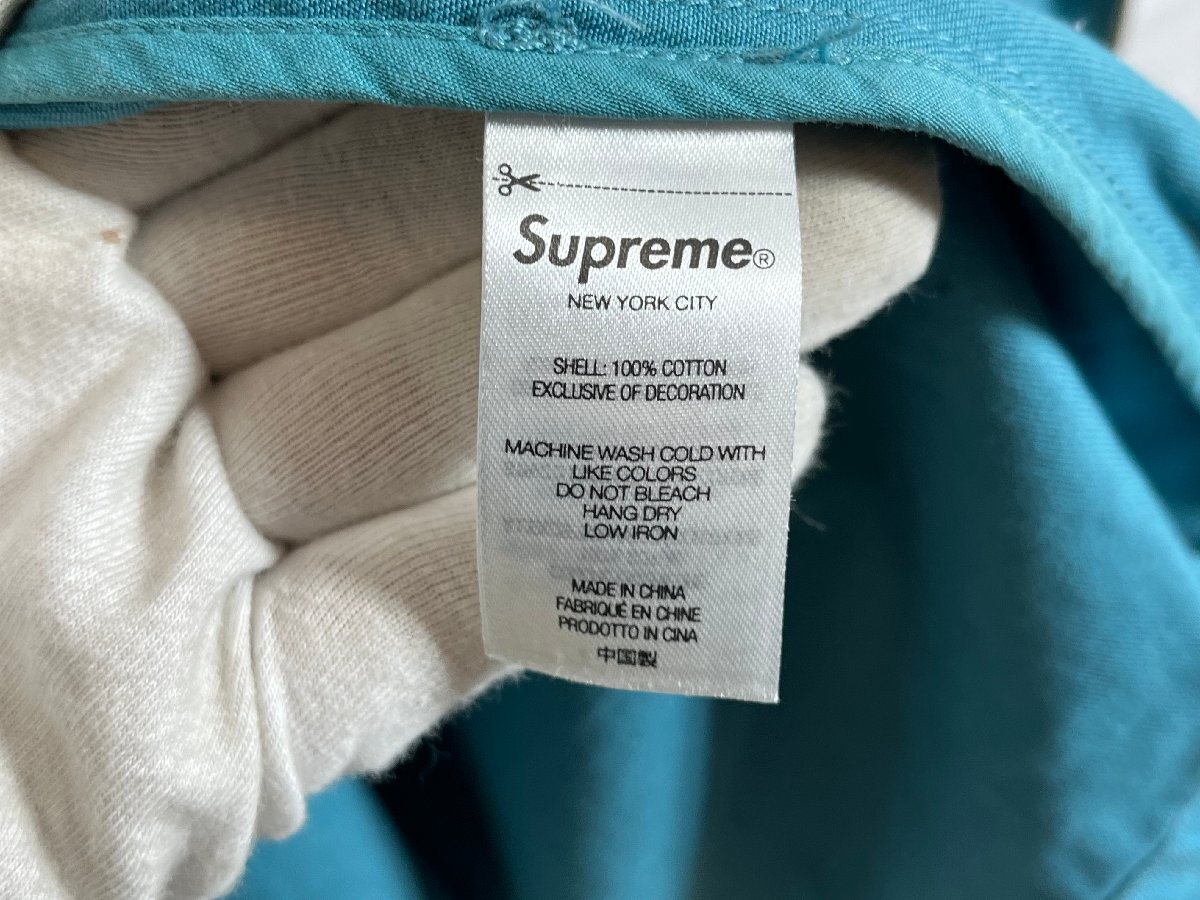 Supreme®
NEW YORK CITY
SHELL: 100% COTTON
EXCLUSIVE OF DECORATION
MACHINE WASH COLD WITH
LIKE COLORS
DO NOT BLEACH
HANG DRY
LOW IRON
MADE IN CHINA
FABRIQUÉ EN CHINE
PRODOTTO IN CINA
中国製